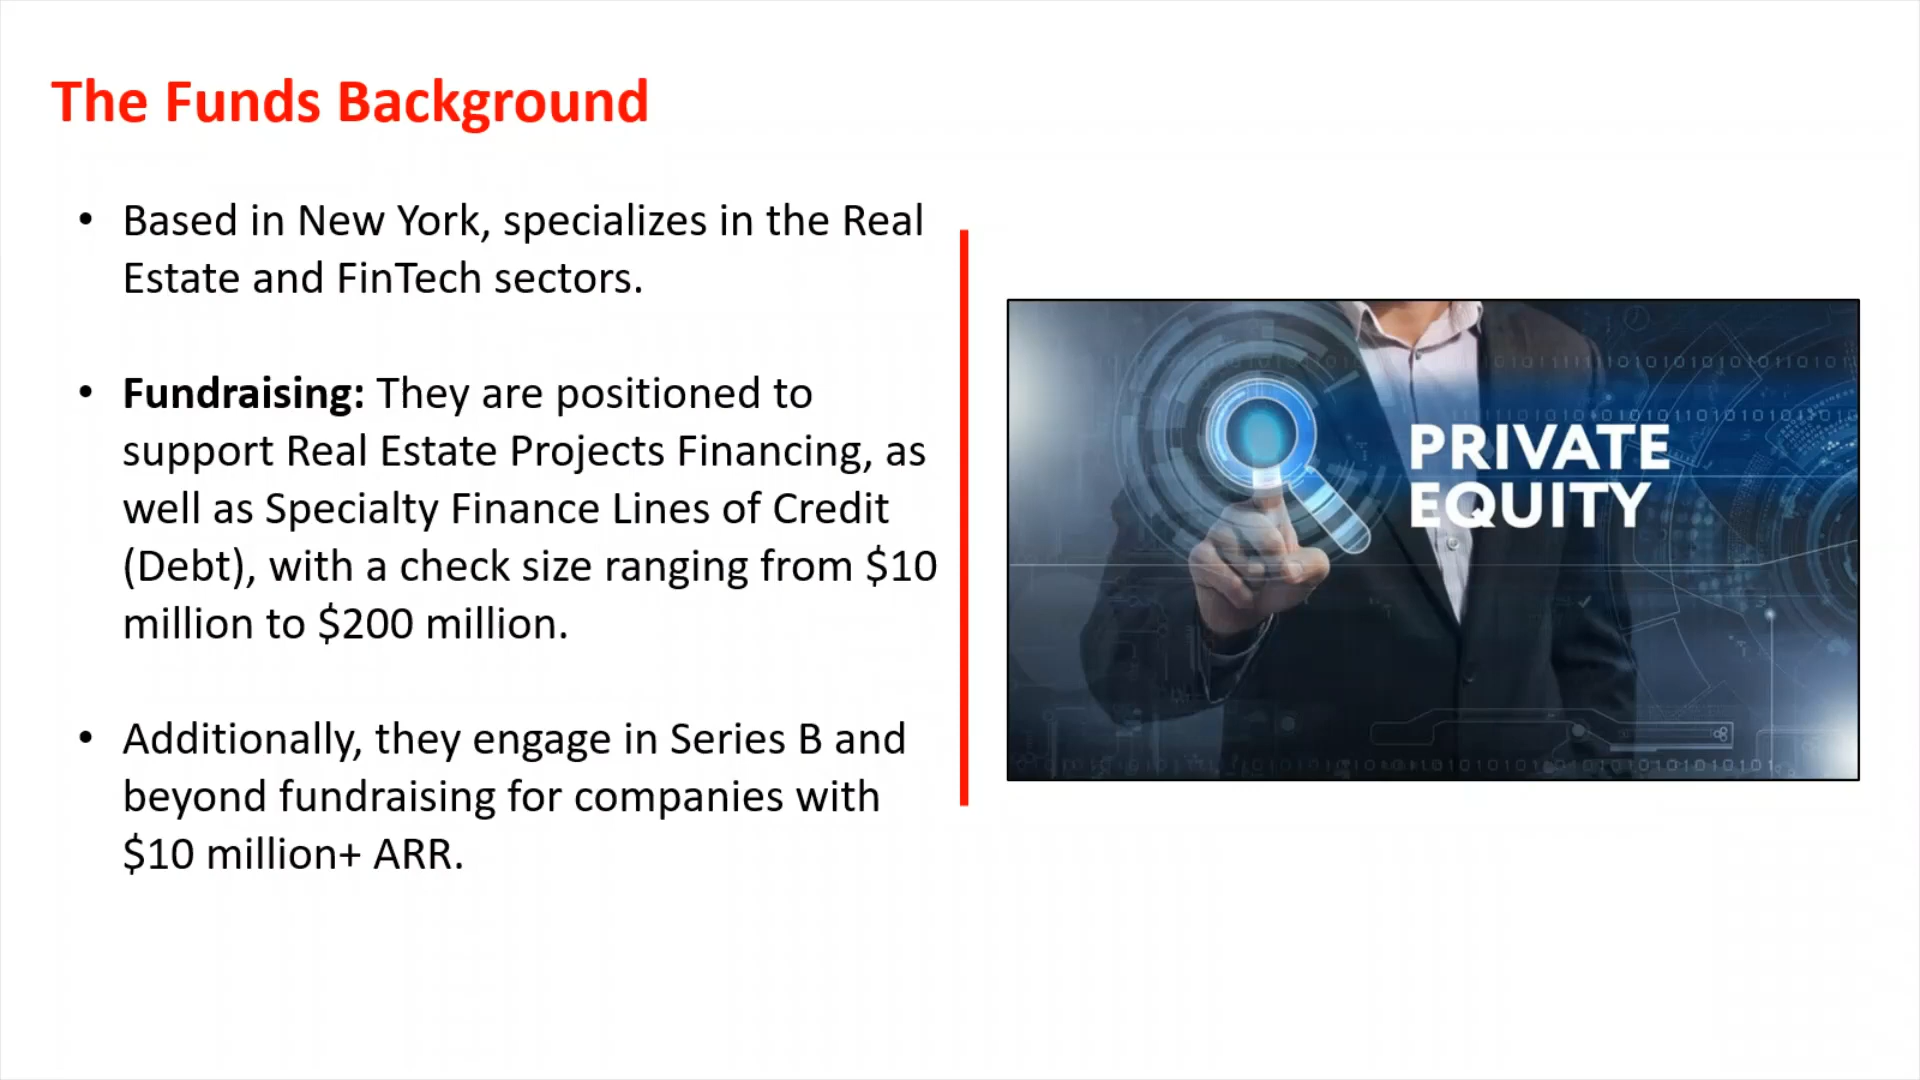 The Funds Background
• Based in New York, specializes in the Real
Estate and FinTech sectors.
• Fundraising: They are positioned to
support Real Estate Projects Financing, as
well as Specialty Finance Lines of Credit
(Debt), with a check size ranging from $10
million to $200 million.
• Additionally, they engage in Series B and
beyond fundraising for companies with
$10 million+ ARR.
PRIVATE
EQUITY